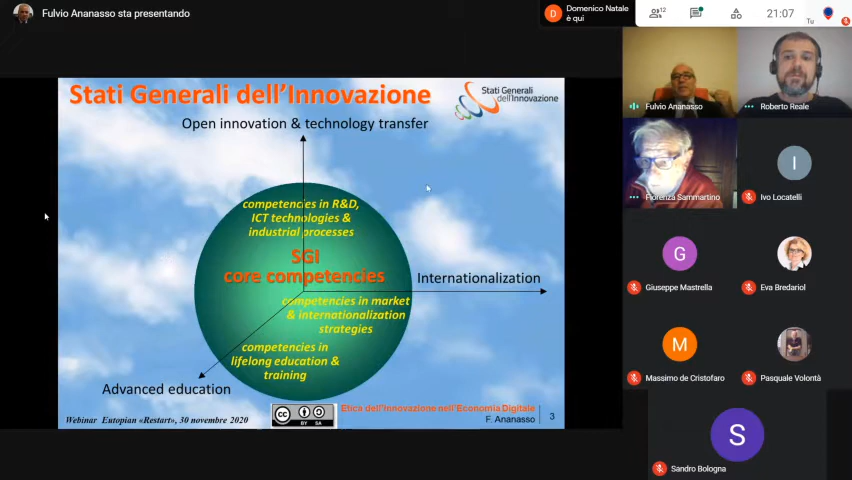 Fulvio Ananasso sta presentando
D
Domenico Natale
è qui
12
21:07
Tu
Stati Generali dell'Innovazione
Stati Generali
dell'Innovazione
Open innovation & technology transfer
competencies in R&D,
ICT technologies &
industrial processes
SGI
core competencies
Internationalization
competencies in market
& internationalization
strategies
competencies in
lifelong education &
training
Advanced education
Webinar Eutopian «Restart», 30 novembre 2020
cc
BY SA
Etica dell'Innovazione nell'Economia Digitale
F. Ananasso
3
Fulvio Ananasso
Roberto Reale
Fiorenza Sammartino
I
Ivo Locatelli
G
Giuseppe Mastrella
Eva Bredariol
M
Massimo de Cristofaro
Pasquale Volontà
S
Sandro Bologna